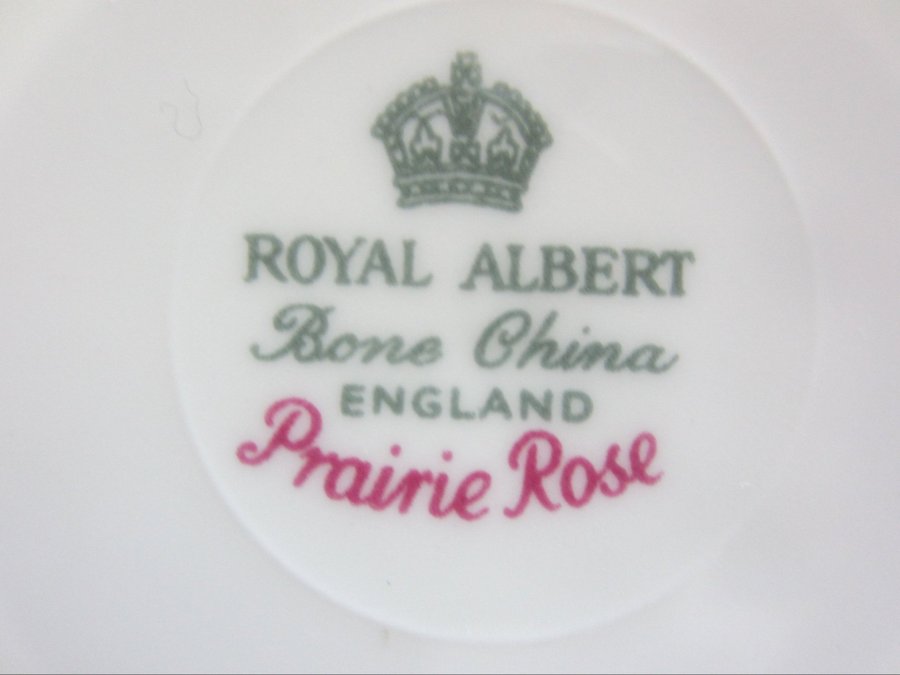 ROYAL ALBERT
Bone China
ENGLAND
Prairie Rose